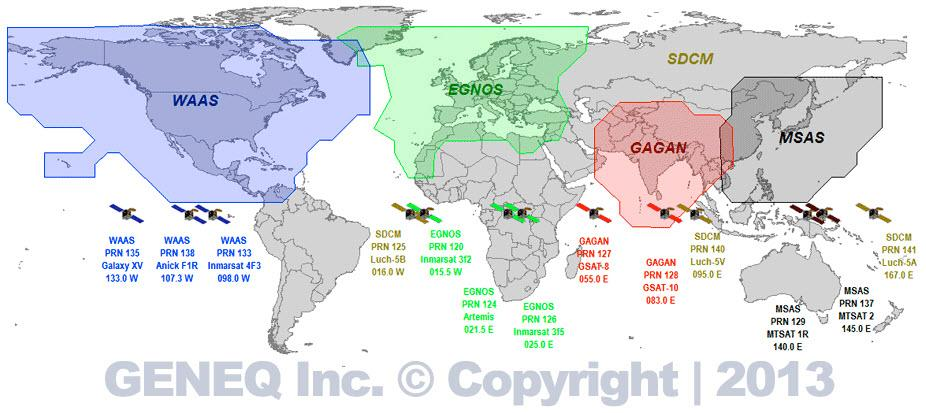 SDCM
WAAS
EGNOS
GAGAN
MSAS
WAAS
PRN 135
Galaxy XV
133.0 W
WAAS
PRN 138
Anick F1R
107.3 W
WAAS
PRN 133
Inmarsat 4F3
098.0 W
SDCM
PRN 125
Luch-5B
016.0 W
EGNOS
PRN 120
Inmarsat 3f2
015.5 W
EGNOS
PRN 124
Artemis
021.5 E
EGNOS
PRN 126
Inmarsat 3f5
025.0 E
GAGAN
PRN 127
GSAT-8
055.0 E
GAGAN
PRN 128
GSAT-10
083.0 E
SDCM
PRN 140
Luch-5V
095.0 E
MSAS
PRN 129
MTSAT 1R
140.0 E
MSAS
PRN 137
MTSAT 2
145.0 E
SDCM
PRN 141
Luch-5A
167.0 E
GENEQ Inc. © Copyright | 2013